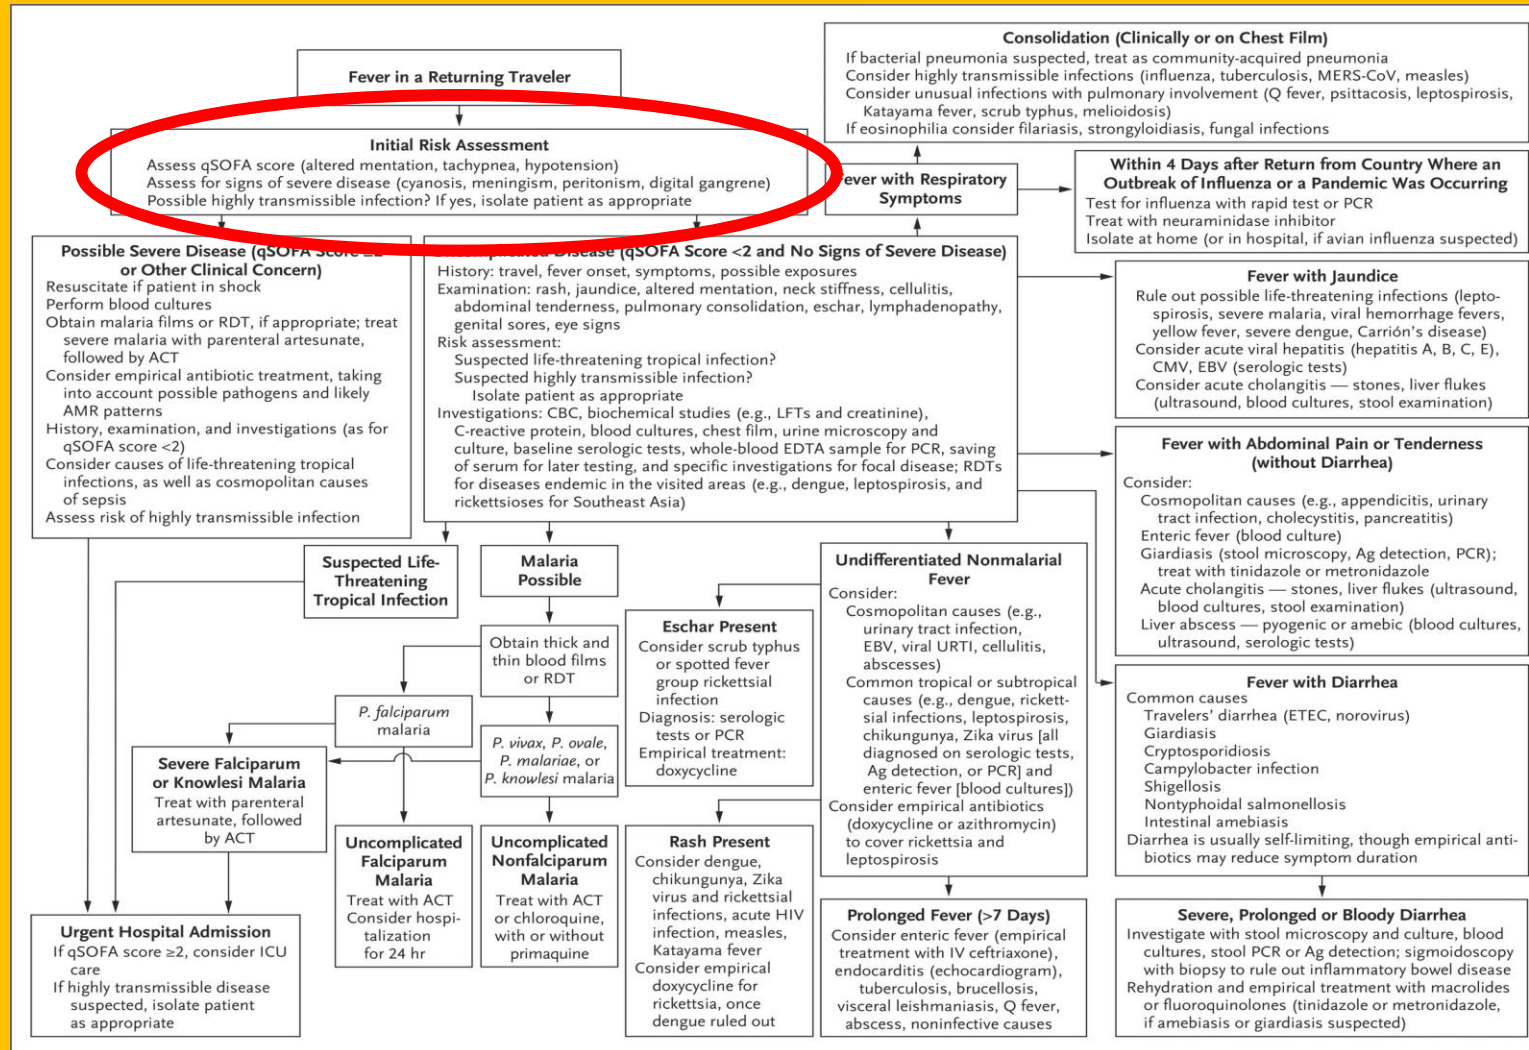 Fever in a Returning Traveler
Initial Risk Assessment
Assess qSOFA score (altered mentation, tachypnea, hypotension)
Assess for signs of severe disease (cyanosis, meningism, peritonism, digital gangrene)
Possible highly transmissible infection? If yes, isolate patient as appropriate
Consolidation (Clinically or on Chest Film)
If bacterial pneumonia suspected, treat as community-acquired pneumonia
Consider highly transmissible infections (influenza, tuberculosis, MERS-CoV, measles)
Consider unusual infections with pulmonary involvement (Q fever, psittacosis, leptospirosis,
Katayama fever, scrub typhus, melioidosis)
If eosinophilia consider filariasis, strongyloidiasis, fungal infections
Fever with Respiratory
Symptoms
Within 4 Days after Return from Country Where an
Outbreak of Influenza or a Pandemic Was Occurring
Test for influenza with rapid test or PCR
Treat with neuraminidase inhibitor
Isolate at home (or in hospital, if avian influenza suspected)
Possible Severe Disease (qSOFA Score ≥2
or Other Clinical Concern)
Resuscitate if patient in shock
Perform blood cultures
Obtain malaria films or RDT, if appropriate; treat
severe malaria with parenteral artesunate,
followed by ACT
Consider empirical antibiotic treatment, taking
into account possible pathogens and likely
AMR patterns
History, examination, and investigations (as for
qSOFA score <2)
Consider causes of life-threatening tropical
infections, as well as cosmopolitan causes
of sepsis
Assess risk of highly transmissible infection
Disease (qSOFA Score <2 and No Signs of Severe Disease)
History: travel, fever onset, symptoms, possible exposures
Examination: rash, jaundice, altered mentation, neck stiffness, cellulitis,
abdominal tenderness, pulmonary consolidation, eschar, lymphadenopathy,
genital sores, eye signs
Risk assessment:
Suspected life-threatening tropical infection?
Suspected highly transmissible infection?
Isolate patient as appropriate
Investigations: CBC, biochemical studies (e.g., LFTs and creatinine),
C-reactive protein, blood cultures, chest film, urine microscopy and
culture, baseline serologic tests, whole-blood EDTA sample for PCR, saving
of serum for later testing, and specific investigations for focal disease; RDTs
for diseases endemic in the visited areas (e.g., dengue, leptospirosis, and
rickettsioses for Southeast Asia)
Fever with Jaundice
Rule out possible life-threatening infections (lepto-
spirosis, severe malaria, viral hemorrhage fevers,
yellow fever, severe dengue, Carrión’s disease)
Consider acute viral hepatitis (hepatitis A, B, C, E),
CMV, EBV (serologic tests)
Consider acute cholangitis — stones, liver flukes
(ultrasound, blood cultures, stool examination)
Fever with Abdominal Pain or Tenderness
(without Diarrhea)
Consider:
Cosmopolitan causes (e.g., appendicitis, urinary
tract infection, cholecystitis, pancreatitis)
Enteric fever (blood culture)
Giardiasis (stool microscopy, Ag detection, PCR);
treat with tinidazole or metronidazole
Acute cholangitis — stones, liver flukes (ultrasound,
blood cultures, stool examination)
Liver abscess — pyogenic or amebic (blood cultures,
ultrasound, serologic tests)
Suspected Life-
Threatening
Tropical Infection
Malaria
Possible
Obtain thick and
thin blood films
or RDT
P. falciparum
malaria
P. vivax, P. ovale,
P. malariae, or
P. knowlesi malaria
Severe Falciparum
or Knowlesi Malaria
Treat with parenteral
artesunate, followed
by ACT
Uncomplicated
Falciparum
Malaria
Treat with ACT
Consider hospi-
talization
for 24 hr
Uncomplicated
Nonfalciparum
Malaria
Treat with ACT
or chloroquine,
with or without
primaquine
Urgent Hospital Admission
If qSOFA score ≥2, consider ICU
care
If highly transmissible disease
suspected, isolate patient
as appropriate
Eschar Present
Consider scrub typhus
or spotted fever
group rickettsial
infection
Diagnosis: serologic
tests or PCR
Empirical treatment:
doxycycline
Rash Present
Consider dengue,
chikungunya, Zika
virus and rickettsial
infections, acute HIV
infection, measles,
Katayama fever
Consider empirical
doxycycline for
rickettsia, once
dengue ruled out
Undifferentiated Nonmalarial
Fever
Consider:
Cosmopolitan causes (e.g.,
urinary tract infection,
EBV, viral URTI, cellulitis,
abscesses)
Common tropical or subtropical
causes (e.g., dengue, rickett-
sial infections, leptospirosis,
chikungunya, Zika virus [all
diagnosed on serologic tests,
Ag detection, or PCR] and
enteric fever [blood cultures])
Consider empirical antibiotics
(doxycycline or azithromycin)
to cover rickettsia and
leptospirosis
Prolonged Fever (>7 Days)
Consider enteric fever (empirical
treatment with IV ceftriaxone),
endocarditis (echocardiogram),
tuberculosis, brucellosis,
visceral leishmaniasis, Q fever,
abscess, noninfective causes
Fever with Diarrhea
Common causes
Travelers’ diarrhea (ETEC, norovirus)
Giardiasis
Cryptosporidiosis
Campylobacter infection
Shigellosis
Nontyphoidal salmonellosis
Intestinal amebiasis
Diarrhea is usually self-limiting, though empirical anti-
biotics may reduce symptom duration
Severe, Prolonged or Bloody Diarrhea
Investigate with stool microscopy and culture, blood
cultures, stool PCR or Ag detection; sigmoidoscopy
with biopsy to rule out inflammatory bowel disease
Rehydration and empirical treatment with macrolides
or fluoroquinolones (tinidazole or metronidazole,
if amebiasis or giardiasis suspected)